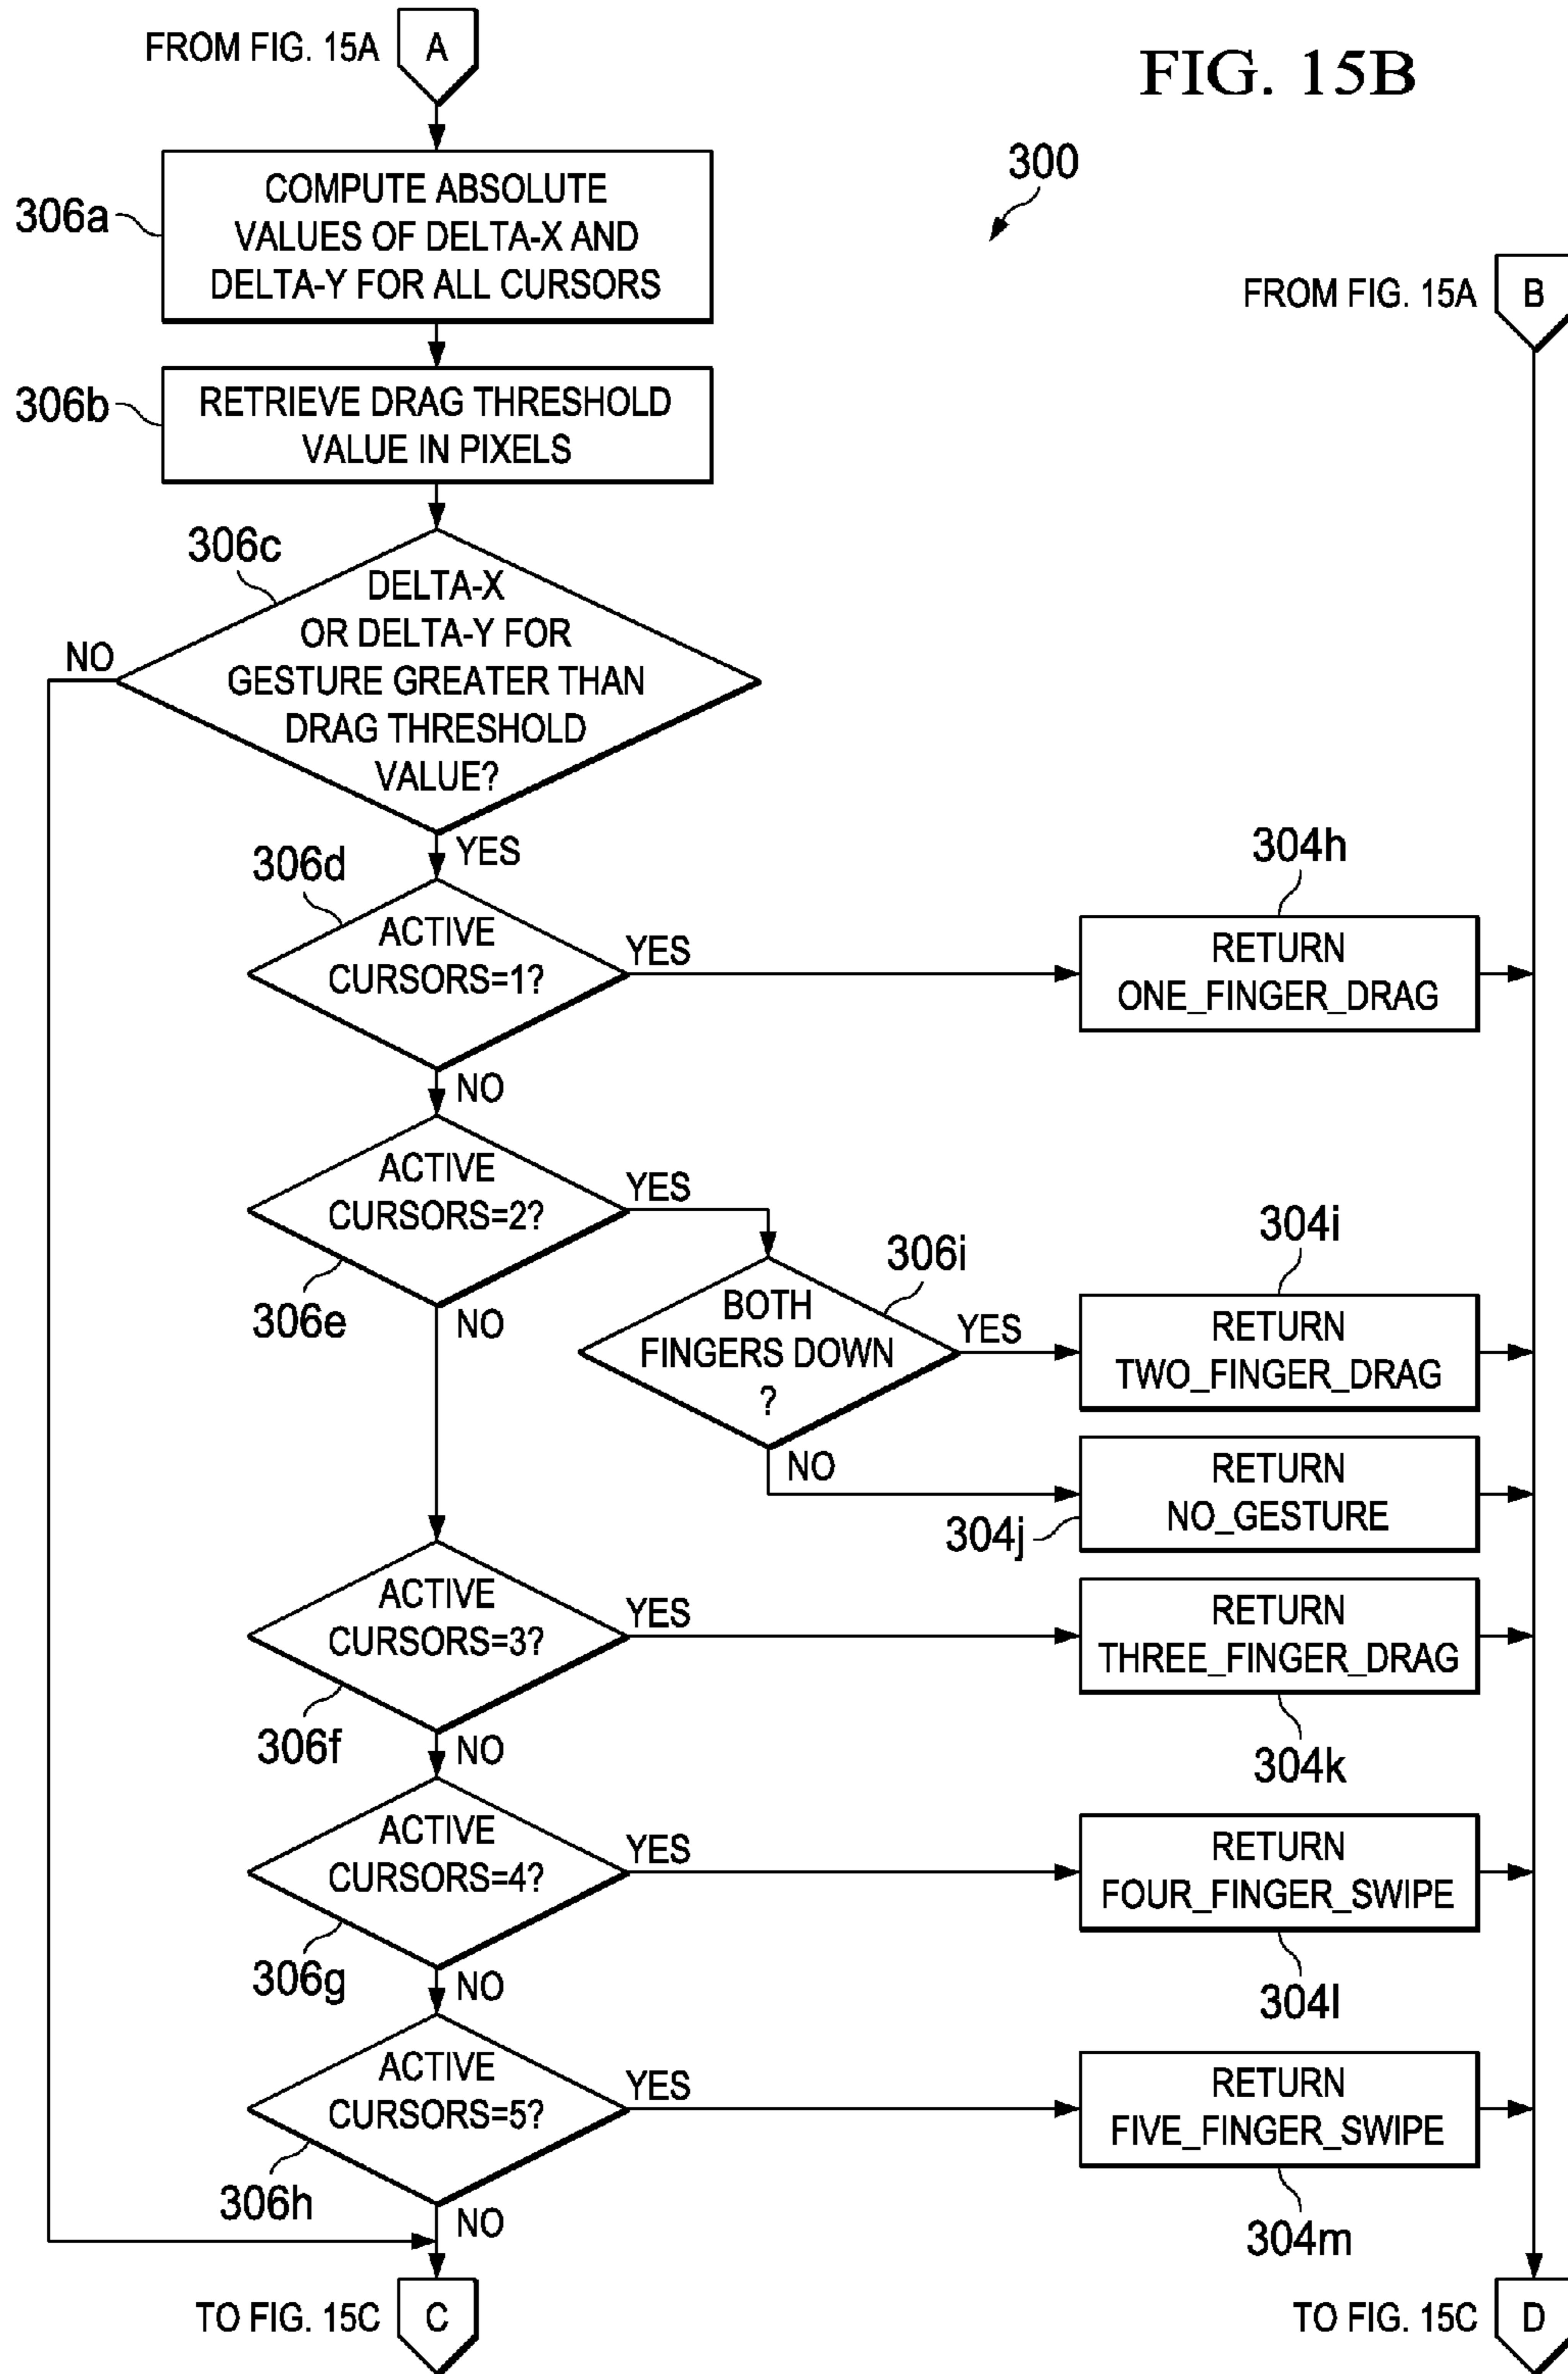 FROM FIG. 15A
A
FIG. 15B
300
306a
COMPUTE ABSOLUTE
VALUES OF DELTA-X AND
DELTA-Y FOR ALL CURSORS
FROM FIG. 15A
B
306b
RETRIEVE DRAG THRESHOLD
VALUE IN PIXELS
306c
DELTA-X
OR DELTA-Y FOR
GESTURE GREATER THAN
DRAG THRESHOLD
VALUE?
NO
YES
306d
ACTIVE
CURSORS=1?
YES
304h
RETURN
ONE_FINGER_DRAG
NO
ACTIVE
CURSORS=2?
YES
306e
NO
306i
BOTH
FINGERS DOWN
?
YES
304i
RETURN
TWO_FINGER_DRAG
NO
304j
RETURN
NO_GESTURE
ACTIVE
CURSORS=3?
YES
306f
NO
RETURN
THREE_FINGER_DRAG
304k
ACTIVE
CURSORS=4?
YES
306g
NO
RETURN
FOUR_FINGER_SWIPE
304l
ACTIVE
CURSORS=5?
YES
306h
NO
RETURN
FIVE_FINGER_SWIPE
304m
TO FIG. 15C
C
TO FIG. 15C
D